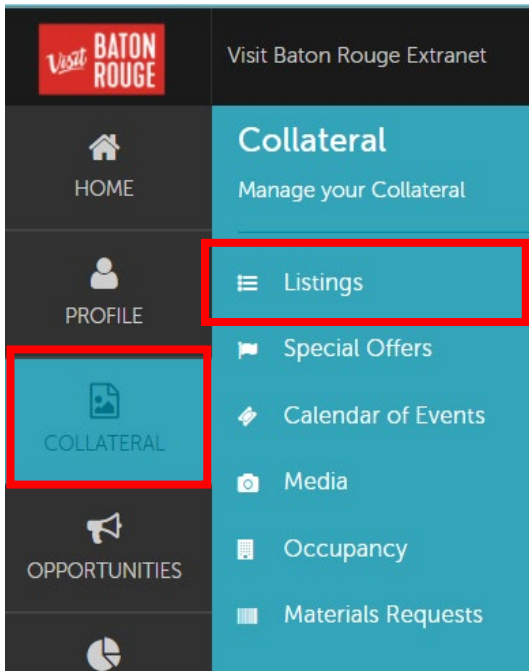 Visit BATON
ROUGE
Visit Baton Rouge Extranet
HOME
PROFILE
COLLATERAL
OPPORTUNITIES
Collateral
Manage your Collateral
Listings
Special Offers
Calendar of Events
Media
Occupancy
Materials Requests